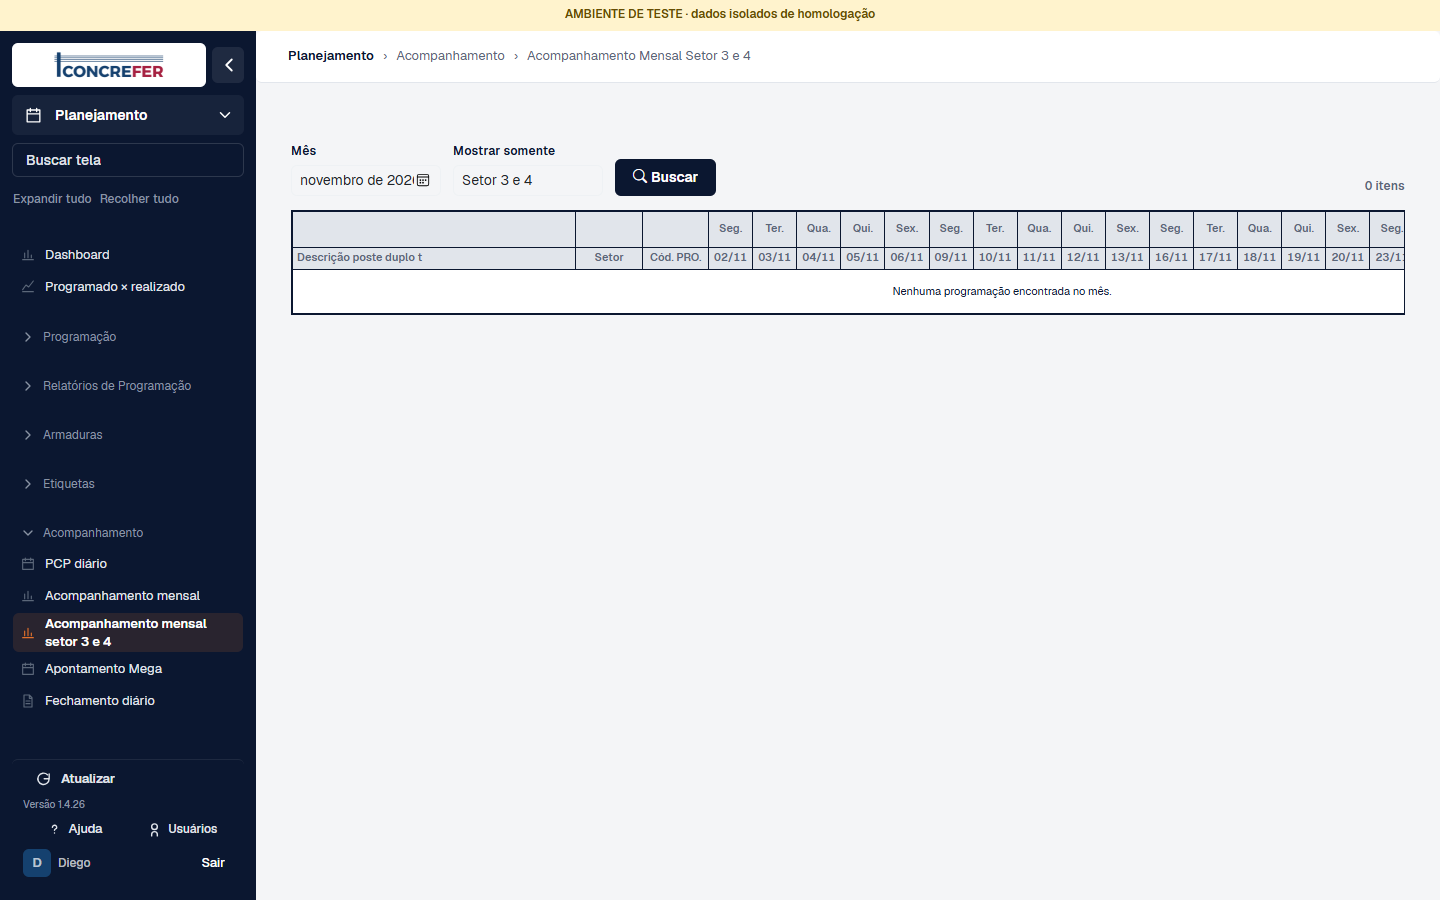 AMBIENTE DE TESTE · dados isolados de homologação
CONCREFER
Planejamento
Buscar tela
Expandir tudo Recolher tudo
Dashboard
Programado × realizado
Programação
Relatórios de Programação
Armaduras
Etiquetas
Acompanhamento
PCP diário
Acompanhamento mensal
Acompanhamento mensal
setor 3 e 4
Apontamento Mega
Fechamento diário
Atualizar
Versão 1.4.26
? Ajuda Usuários
D Diego Sair
Planejamento › Acompanhamento › Acompanhamento Mensal Setor 3 e 4
Mês Mostrar somente
novembro de 202 Setor 3 e 4 Buscar
0 itens
Seg. Ter. Qua. Qui. Sex. Seg. Ter. Qua. Qui. Sex. Seg. Ter. Qua. Qui. Sex. Seg.
Descrição poste duplo t Setor Cód. PRO. 02/11 03/11 04/11 05/11 06/11 09/11 10/11 11/11 12/11 13/11 16/11 17/11 18/11 19/11 20/11 23/11
Nenhuma programação encontrada no mês.